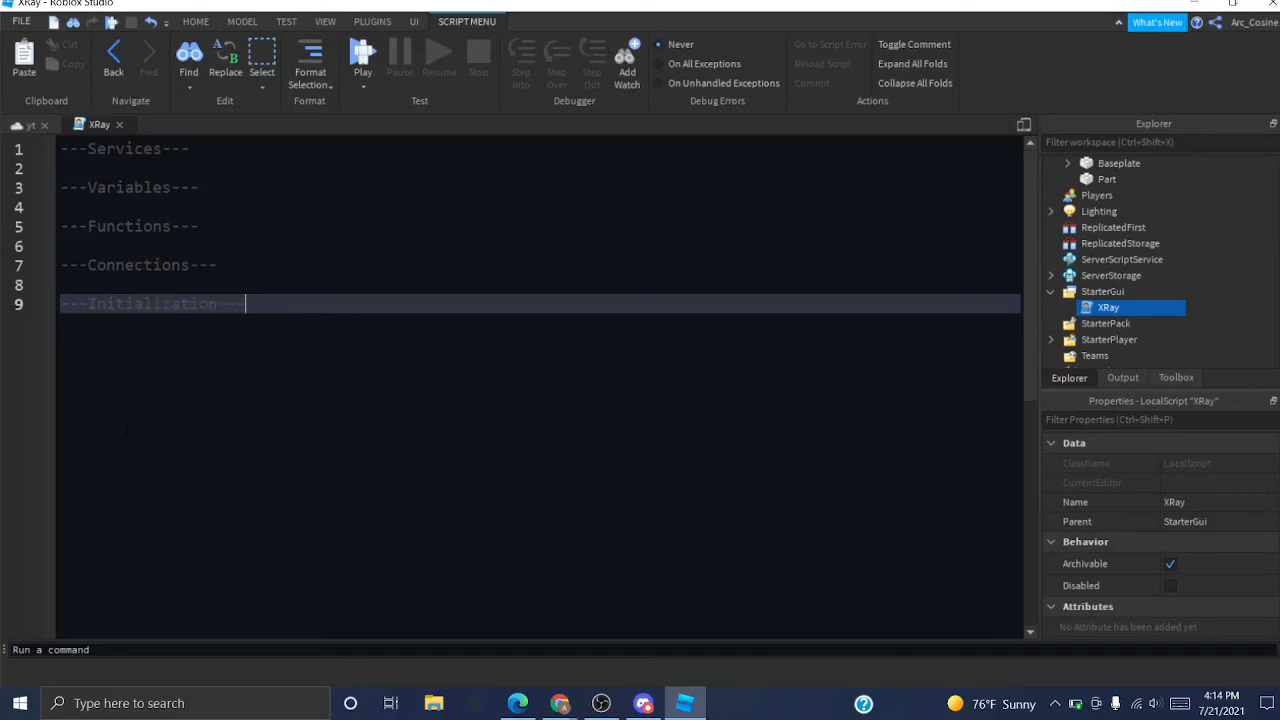 XRay - Roblox Studio
FILE HOME MODEL TEST VIEW PLUGINS UI SCRIPT MENU What's New Arc_Cosine
Paste Cut Copy Clipboard
Back Fwd Navigate
Find Replace Select Edit
Format Selection Format
Play Pause Resume Stop Test
Step Into Step Over Step Out Add Watch Debugger
Never
On All Exceptions
On Unhandled Exceptions
Debug Errors
Go to Script Error
Reload Script
Commit
Toggle Comment
Expand All Folds
Collapse All Folds
Actions
yt XRay
1 ---Services---
2
3 ---Variables---
4
5 ---Functions---
6
7 ---Connections---
8
9 ---Initialization---
Explorer
Filter workspace (Ctrl+Shift+X)
Baseplate
Part
Players
Lighting
ReplicatedFirst
ReplicatedStorage
ServerScriptService
ServerStorage
StarterGui
XRay
StarterPack
StarterPlayer
Teams
Explorer Output Toolbox
Properties - LocalScript "XRay"
Filter Properties (Ctrl+Shift+P)
Data
ClassName LocalScript
CurrentEditor
Name XRay
Parent StarterGui
Behavior
Archivable
Disabled
Attributes
No Attribute has been added yet
Run a command
Type here to search
76°F Sunny
4:14 PM
7/21/2021